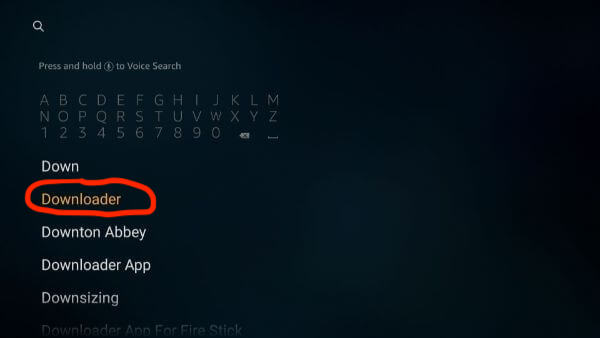 Press and hold to Voice Search
A B C D E F G H I J K L M
N O P Q R S T U V W X Y Z
1 2 3 4 5 6 7 8 9 0
Down
Downloader
Downton Abbey
Downloader App
Downsizing
Downloader App For Fire Stick